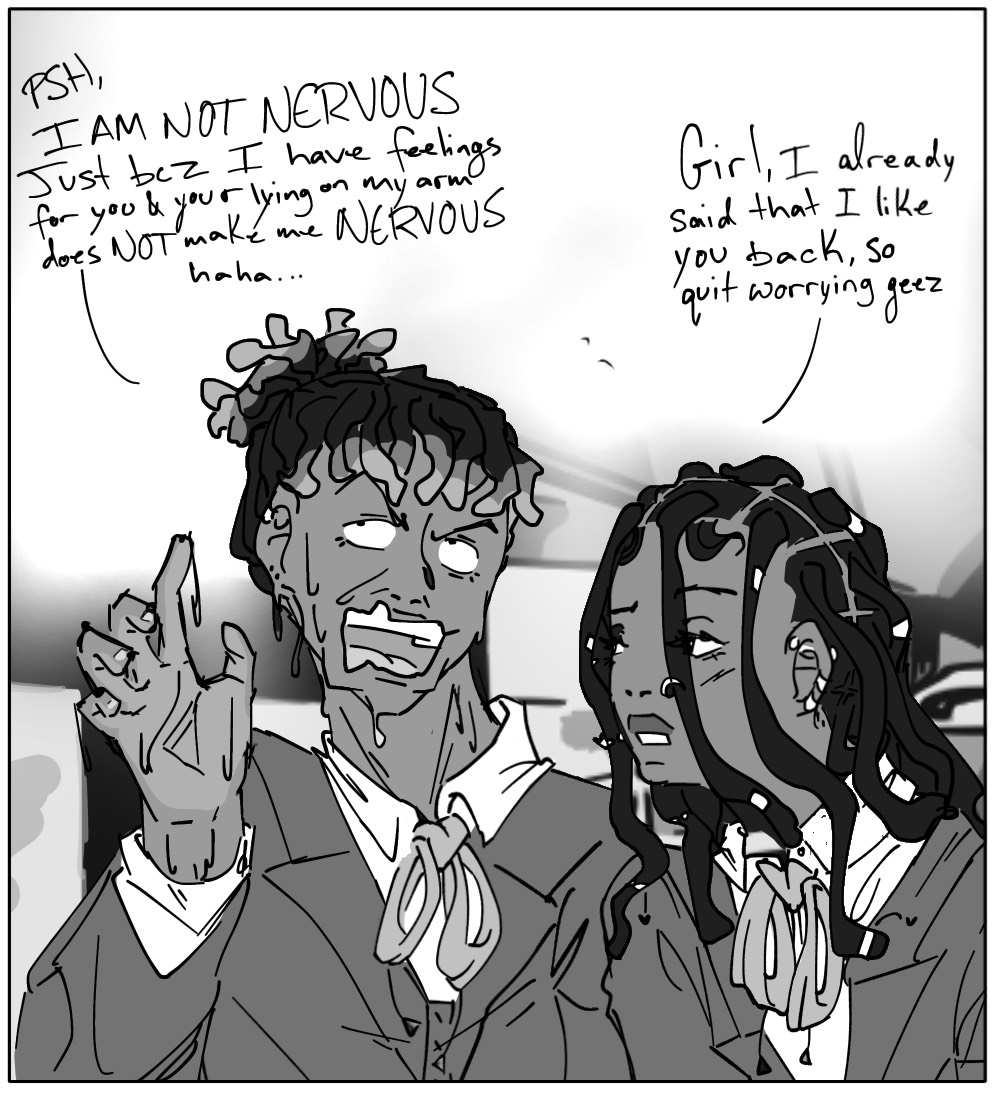 PSH,
I AM NOT NERVOUS
Just bcz I have feelings
for you & your lying on my arm
does NOT make me NERVOUS
haha...
Girl, I already
said that I like
you back, so
quit worrying geez